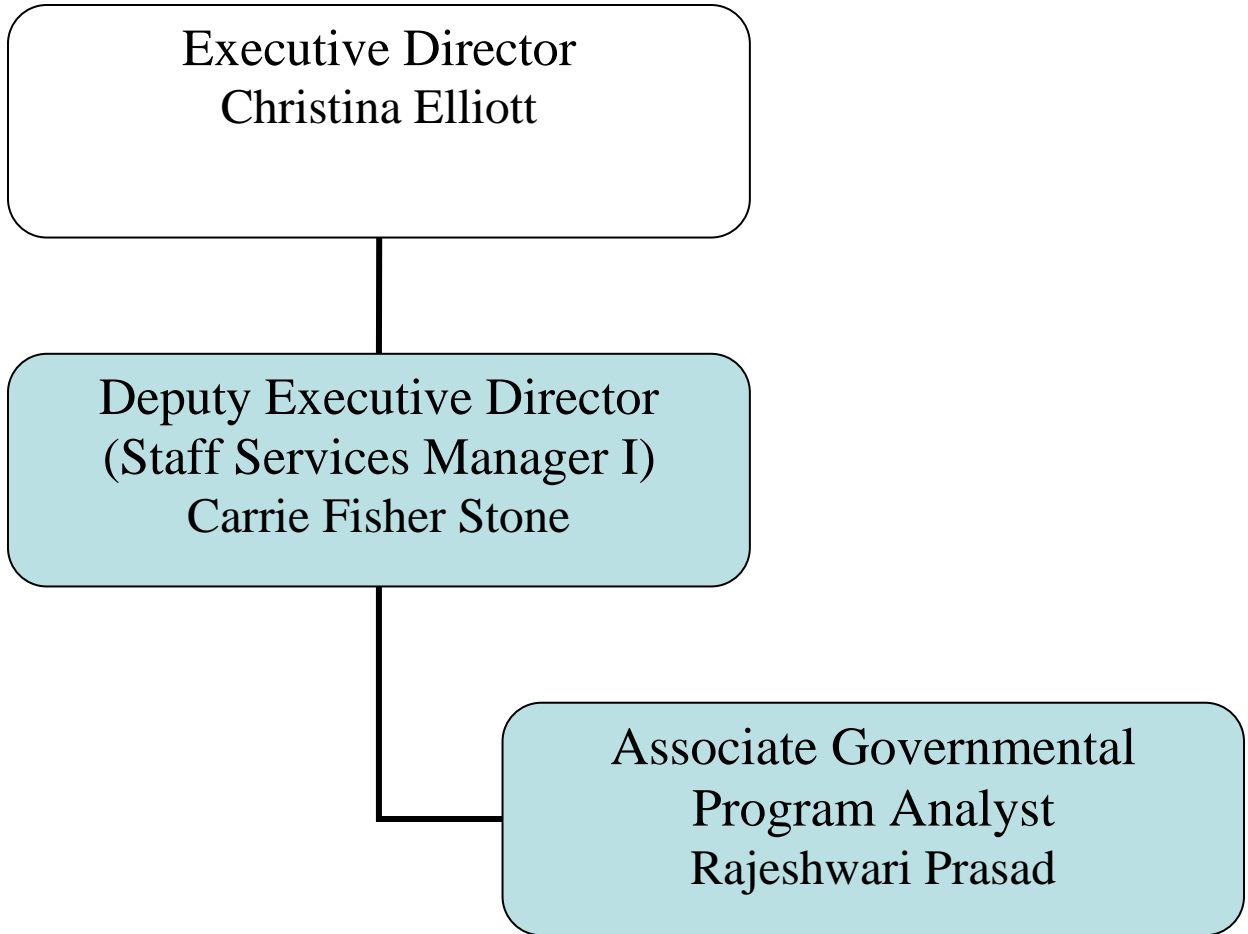 Executive Director
Christina Elliott
Deputy Executive Director
(Staff Services Manager I)
Carrie Fisher Stone
Associate Governmental
Program Analyst
Rajeshwari Prasad